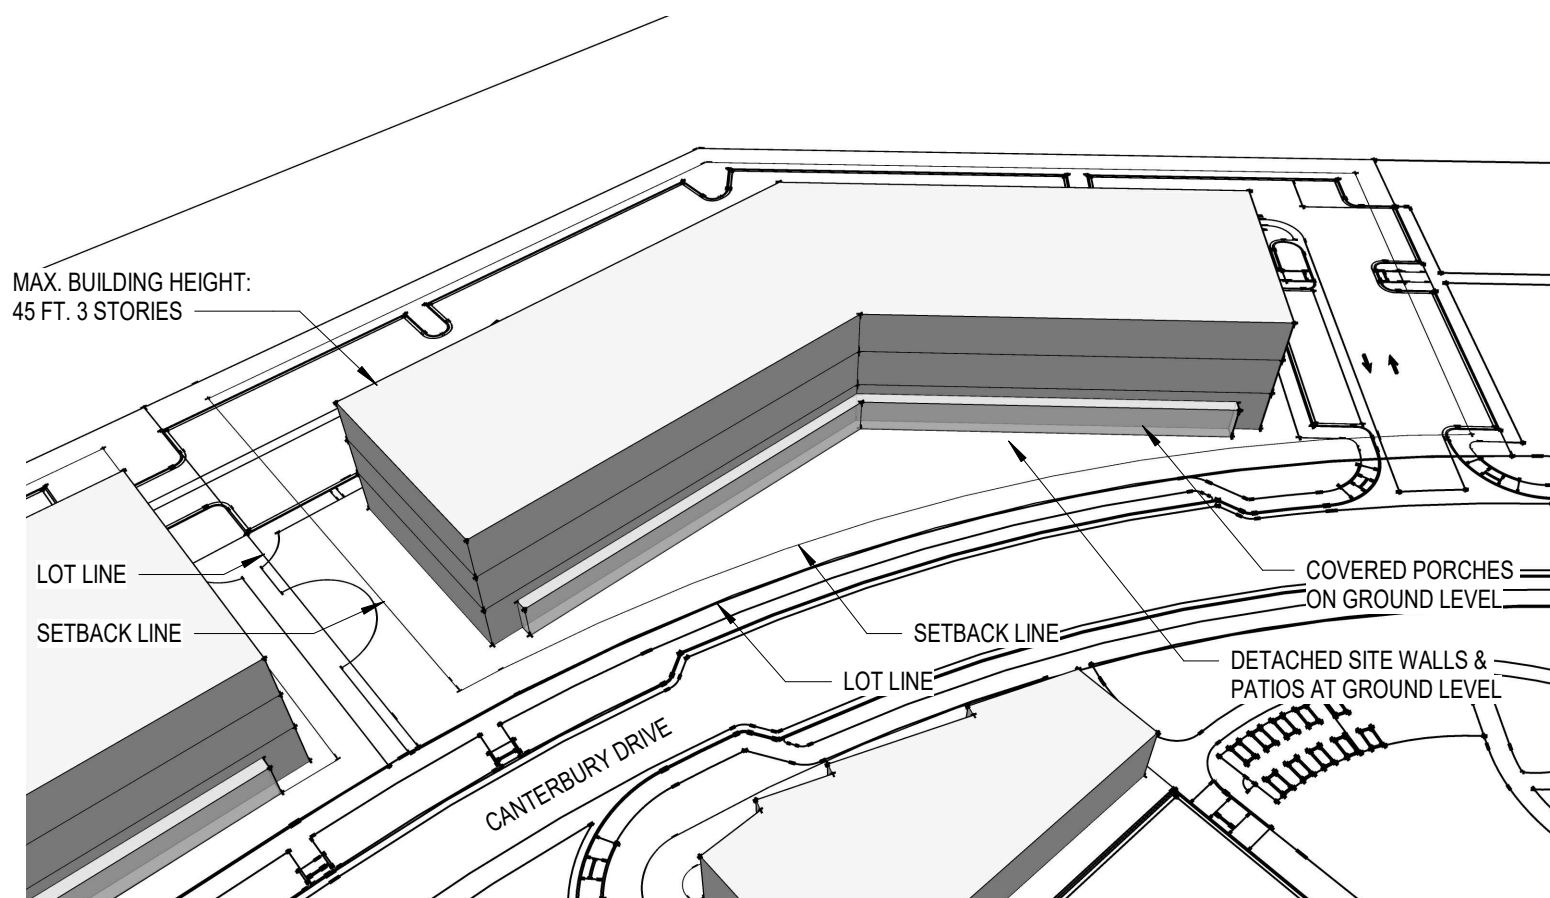 MAX. BUILDING HEIGHT:
45 FT. 3 STORIES
LOT LINE
SETBACK LINE
COVERED PORCHES
ON GROUND LEVEL
SETBACK LINE
DETACHED SITE WALLS &
PATIOS AT GROUND LEVEL
LOT LINE
CANTERBURY DRIVE